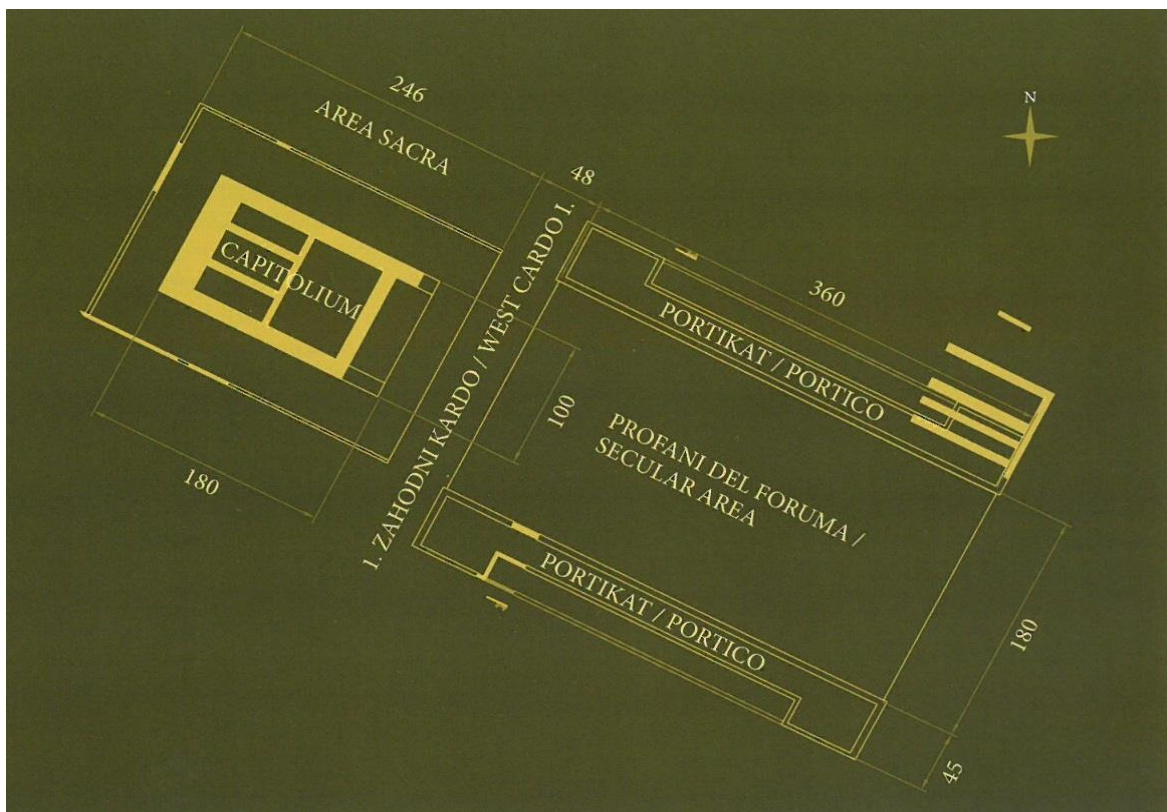 N
246
AREA SACRA
48
CAPITOLIUM
1. ZAHODNI KARDO / WEST CARDO I.
360
PORTIKAT / PORTICO
100
PROFANI DEL FORUMA /
SECULAR AREA
180
PORTIKAT / PORTICO
180
45